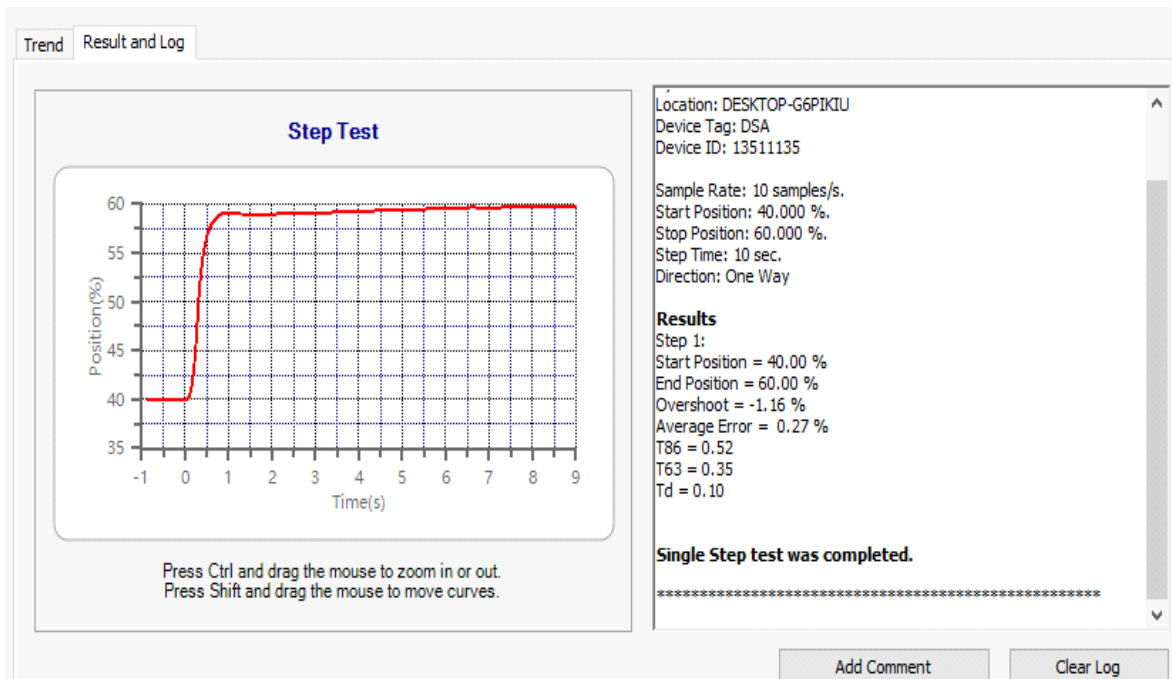 Trend
Result and Log
Step Test
60
55
50
45
40
35
Position(%)
-1 0 1 2 3 4 5 6 7 8 9
Time(s)
Press Ctrl and drag the mouse to zoom in or out.
Press Shift and drag the mouse to move curves.
Location: DESKTOP-G6PIKIU
Device Tag: DSA
Device ID: 13511135
Sample Rate: 10 samples/s.
Start Position: 40.000 %.
Stop Position: 60.000 %.
Step Time: 10 sec.
Direction: One Way
Results
Step 1:
Start Position = 40.00 %
End Position = 60.00 %
Overshoot = -1.16 %
Average Error = 0.27 %
T86 = 0.52
T63 = 0.35
Td = 0.10
Single Step test was completed.
****************************************************
Add Comment
Clear Log